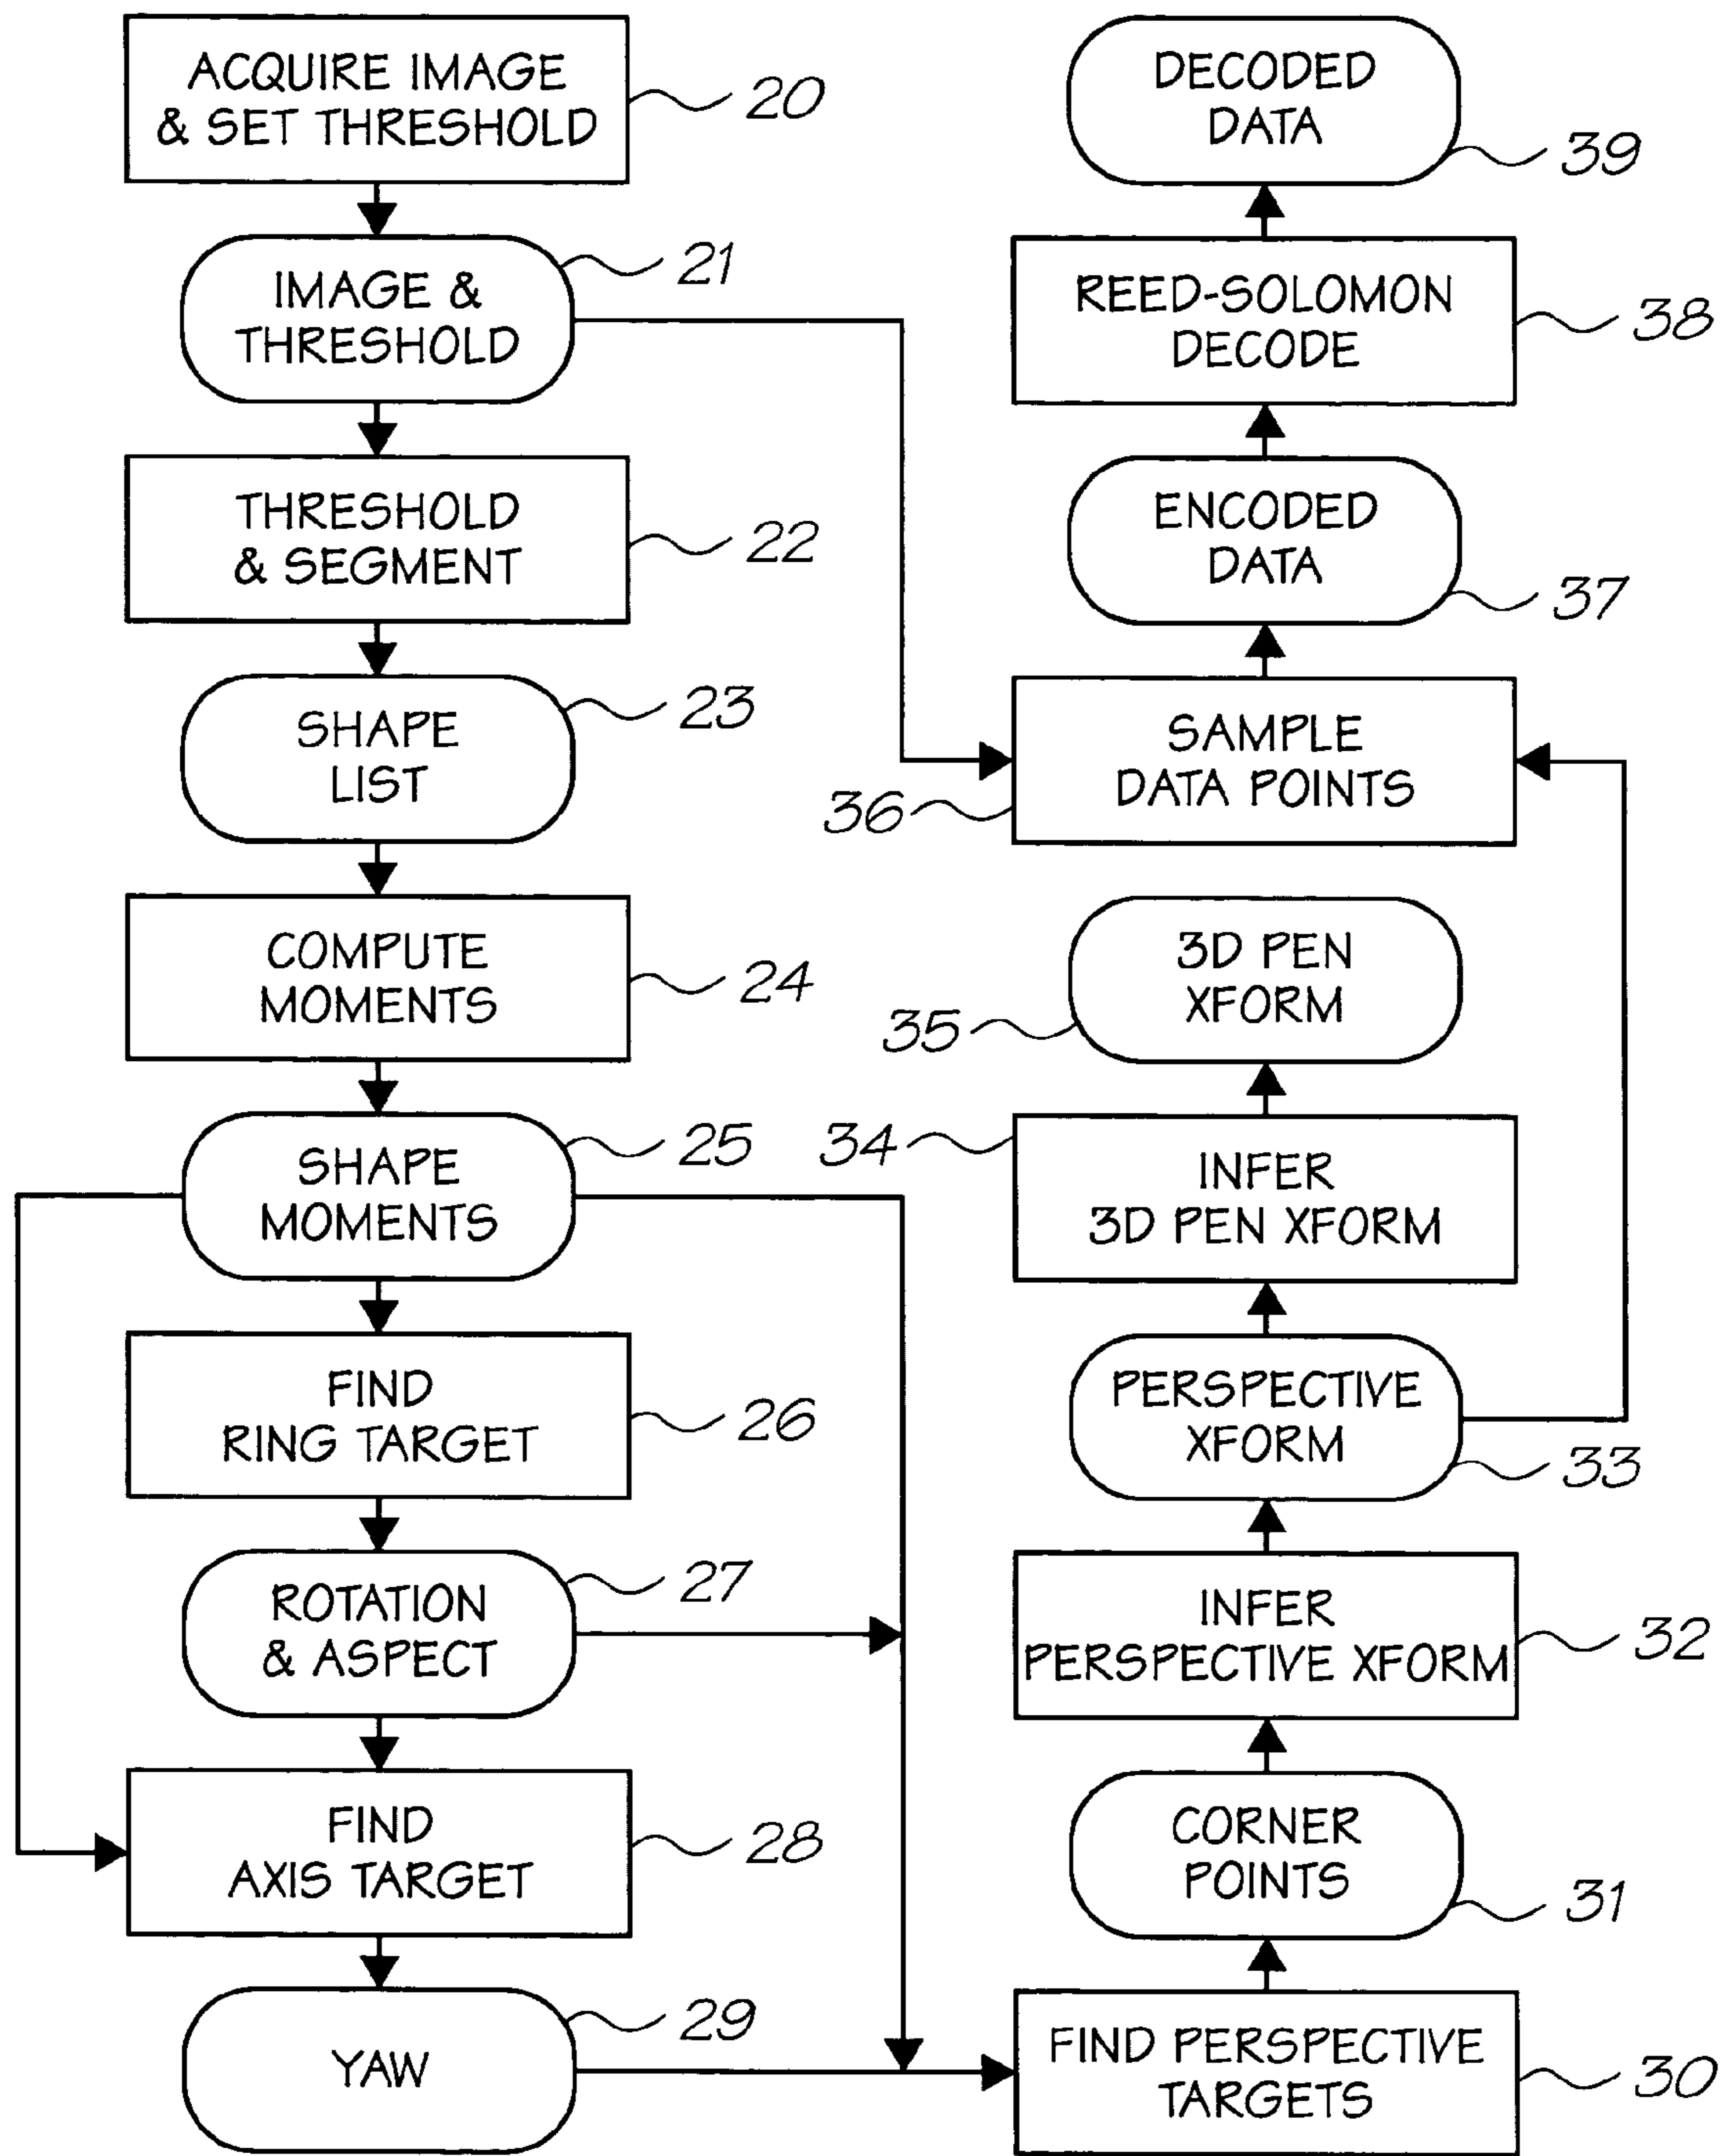 ACQUIRE IMAGE
& SET THRESHOLD
20
IMAGE &
THRESHOLD
21
THRESHOLD
& SEGMENT
22
SHAPE
LIST
23
COMPUTE
MOMENTS
24
SHAPE
MOMENTS
25
FIND
RING TARGET
26
ROTATION
& ASPECT
27
FIND
AXIS TARGET
28
YAW
29
DECODED
DATA
39
REED-SOLOMON
DECODE
38
ENCODED
DATA
37
SAMPLE
DATA POINTS
36
3D PEN
XFORM
35
INFER
3D PEN XFORM
34
PERSPECTIVE
XFORM
33
INFER
PERSPECTIVE XFORM
32
CORNER
POINTS
31
FIND PERSPECTIVE
TARGETS
30